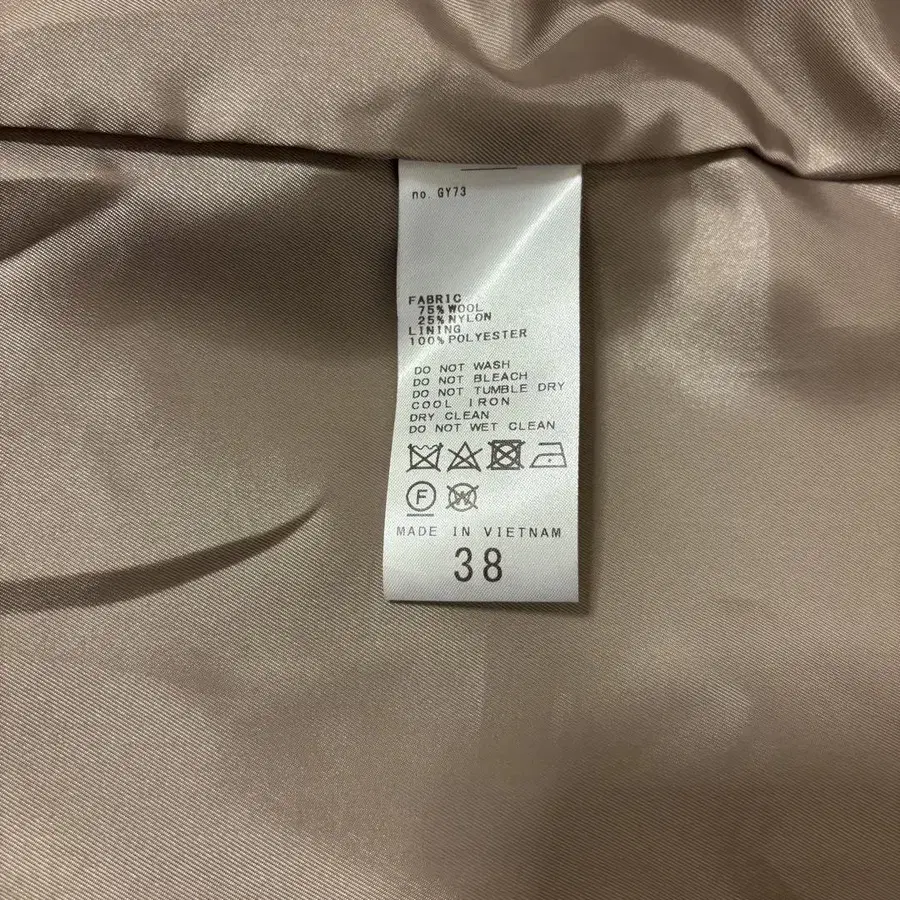 no. GY73
FABRIC
75% WOOL
25% NYLON
LINING
100% POLYESTER
DO NOT WASH
DO NOT BLEACH
DO NOT TUMBLE DRY
COOL IRON
DRY CLEAN
DO NOT WET CLEAN
F W
MADE IN VIETNAM
38